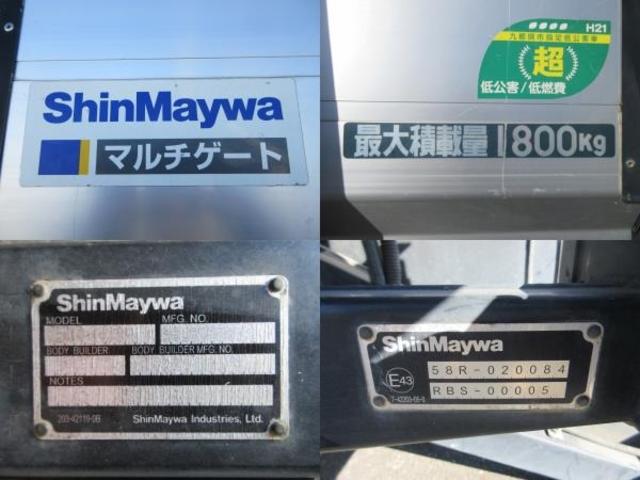 ShinMaywa
マルチゲート
H21
九都県市指定低公害車
超
低公害/低燃費
最大積載量 1800Kg
ShinMaywa
MODEL
MFG. NO.
BODY BUILDER
BODY BUILDER MFG. NO.
NOTES
ShinMaywa Industries, Ltd.
ShinMaywa
E43
58R-020084
RBS-00005